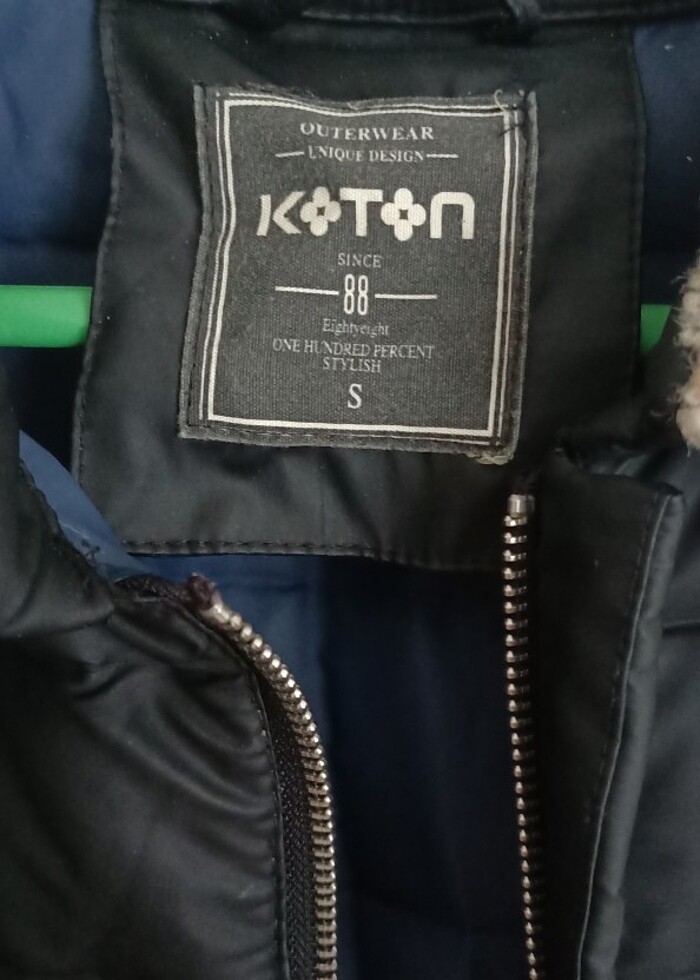 OUTERWEAR
UNIQUE DESIGN
KOTON
SINCE
88
Eightyeight
ONE HUNDRED PERCENT
STYLISH
S